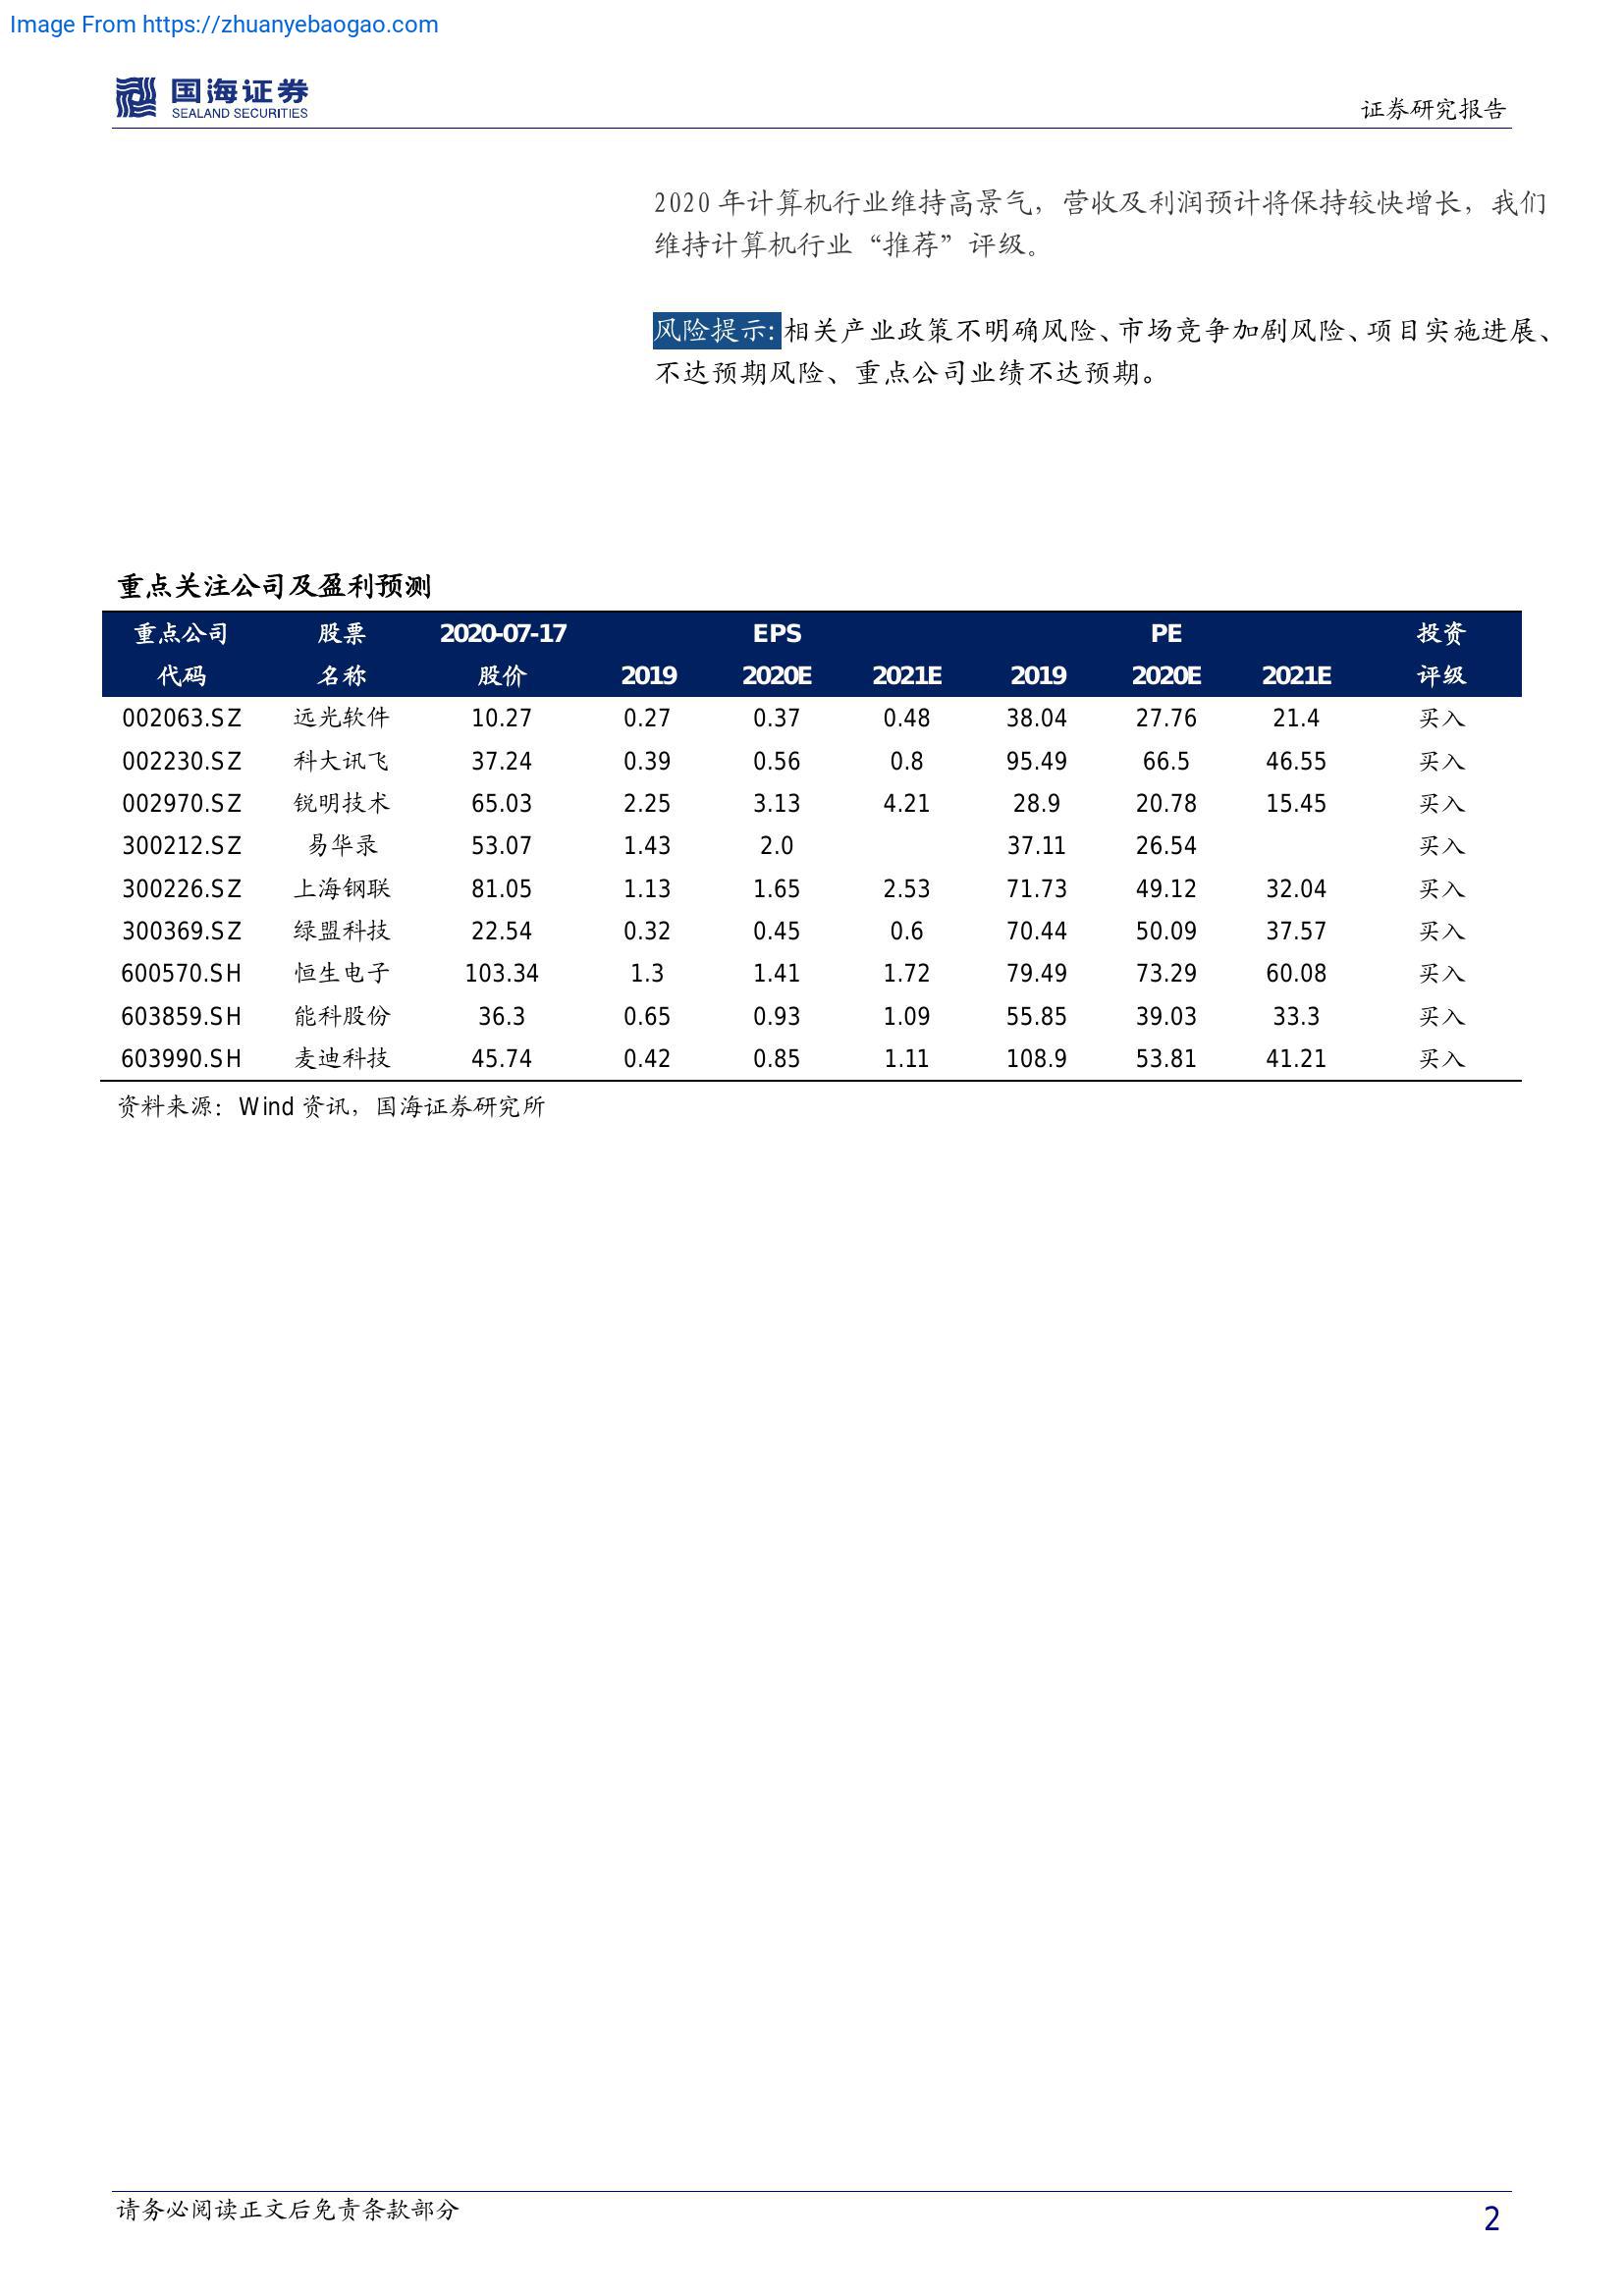 Image From https://zhuanyebaogao.com
国海证券
SEALAND SECURITIES
证券研究报告
2020 年计算机行业维持高景气，营收及利润预计将保持较快增长，我们
维持计算机行业“推荐”评级。
风险提示:相关产业政策不明确风险、市场竞争加剧风险、项目实施进展、
不达预期风险、重点公司业绩不达预期。
重点关注公司及盈利预测
重点公司 股票 2020-07-17 EPS PE 投资
代码 名称 股价 2019 2020E 2021E 2019 2020E 2021E 评级
002063.SZ 远光软件 10.27 0.27 0.37 0.48 38.04 27.76 21.4 买入
002230.SZ 科大讯飞 37.24 0.39 0.56 0.8 95.49 66.5 46.55 买入
002970.SZ 锐明技术 65.03 2.25 3.13 4.21 28.9 20.78 15.45 买入
300212.SZ 易华录 53.07 1.43 2.0 37.11 26.54 买入
300226.SZ 上海钢联 81.05 1.13 1.65 2.53 71.73 49.12 32.04 买入
300369.SZ 绿盟科技 22.54 0.32 0.45 0.6 70.44 50.09 37.57 买入
600570.SH 恒生电子 103.34 1.3 1.41 1.72 79.49 73.29 60.08 买入
603859.SH 能科股份 36.3 0.65 0.93 1.09 55.85 39.03 33.3 买入
603990.SH 麦迪科技 45.74 0.42 0.85 1.11 108.9 53.81 41.21 买入
资料来源：Wind 资讯，国海证券研究所
请务必阅读正文后免责条款部分
2